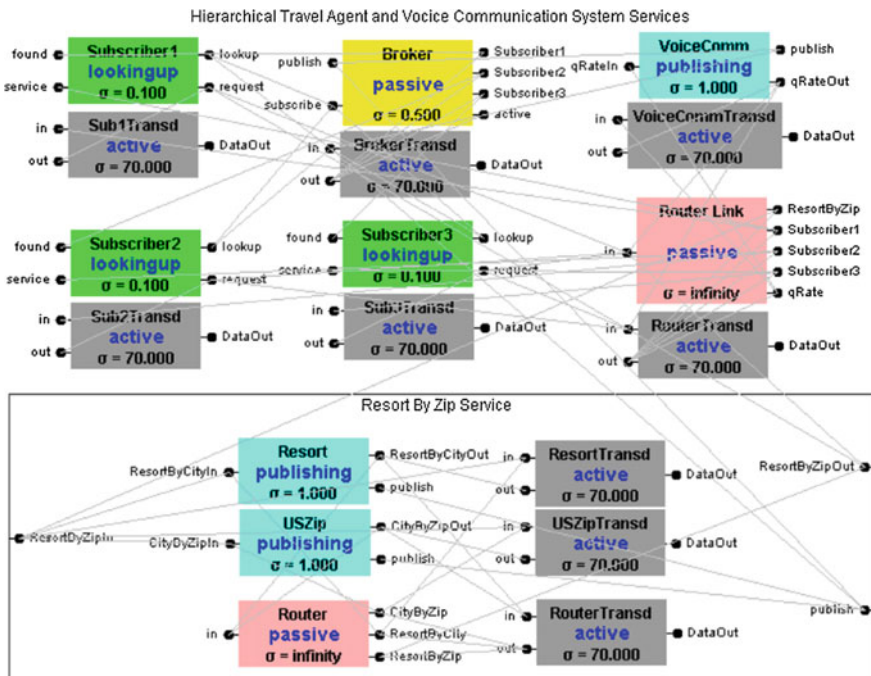 Hierarchical Travel Agent and Vocice Communication System Services
found
service
Subscriber1
lookingup
σ = 0.100
lookup
request
in
out
Sub1Transd
active
σ = 70.000
DataOut
publish
subscribe
Broker
passive
σ = 0.500
Subscriber1
Subscriber2
Subscriber3
active
in
out
BrokerTransd
active
σ = 70.000
DataOut
qRateIn
VoiceComm
publishing
σ = 1.000
publish
qRateOut
in
out
VoiceCommTransd
active
σ = 70.000
DataOut
found
service
Subscriber2
lookingup
σ = 0.100
lookup
request
in
out
Sub2Transd
active
σ = 70.000
DataOut
found
service
Subscriber3
lookingup
σ = 0.100
lookup
request
in
out
Sub3Transd
active
σ = 70.000
DataOut
in
Router Link
passive
σ = infinity
ResortByZip
Subscriber1
Subscriber2
Subscriber3
qRate
in
out
RouterTransd
active
σ = 70.000
DataOut
Resort By Zip Service
ResortByZipIn
ResortByCityIn
Resort
publishing
σ = 1.000
ResortByCityOut
publish
in
out
ResortTransd
active
σ = 70.000
DataOut
ResortByZipOut
CityByZipIn
USZip
publishing
σ = 1.000
CityByZipOut
publish
in
out
USZipTransd
active
σ = 70.000
DataOut
publish
in
Router
passive
σ = infinity
CityByZip
ResortByCity
ResortByZip
in
out
RouterTransd
active
σ = 70.000
DataOut